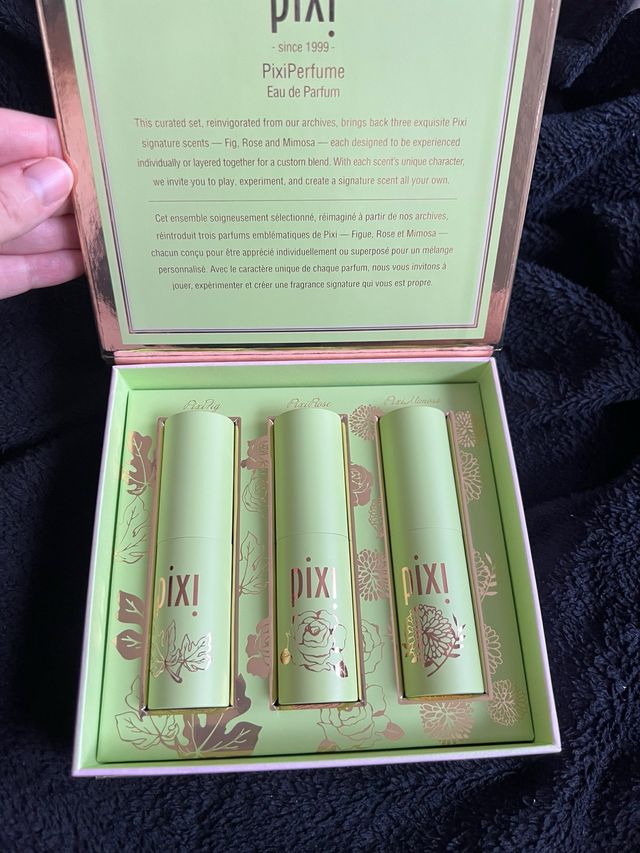 pixi
- since 1999 -
PixiPerfume
Eau de Parfum
This curated set, reinvigorated from our archives, brings back three exquisite Pixi
signature scents — Fig, Rose and Mimosa — each designed to be experienced
individually or layered together for a custom blend. With each scent's unique character,
we invite you to play, experiment, and create a signature scent all your own.
Cet ensemble soigneusement sélectionné, réimaginé à partir de nos archives,
réintroduit trois parfums emblématiques de Pixi — Figue, Rose et Mimosa —
chacun conçu pour être apprécié individuellement ou superposé pour un mélange
personnalisé. Avec le caractère unique de chaque parfum, nous vous invitons à
jouer, expérimenter et créer une fragrance signature qui vous est propre.
PixiFig PixiRose PixiMimosa
pixi pixi pixi